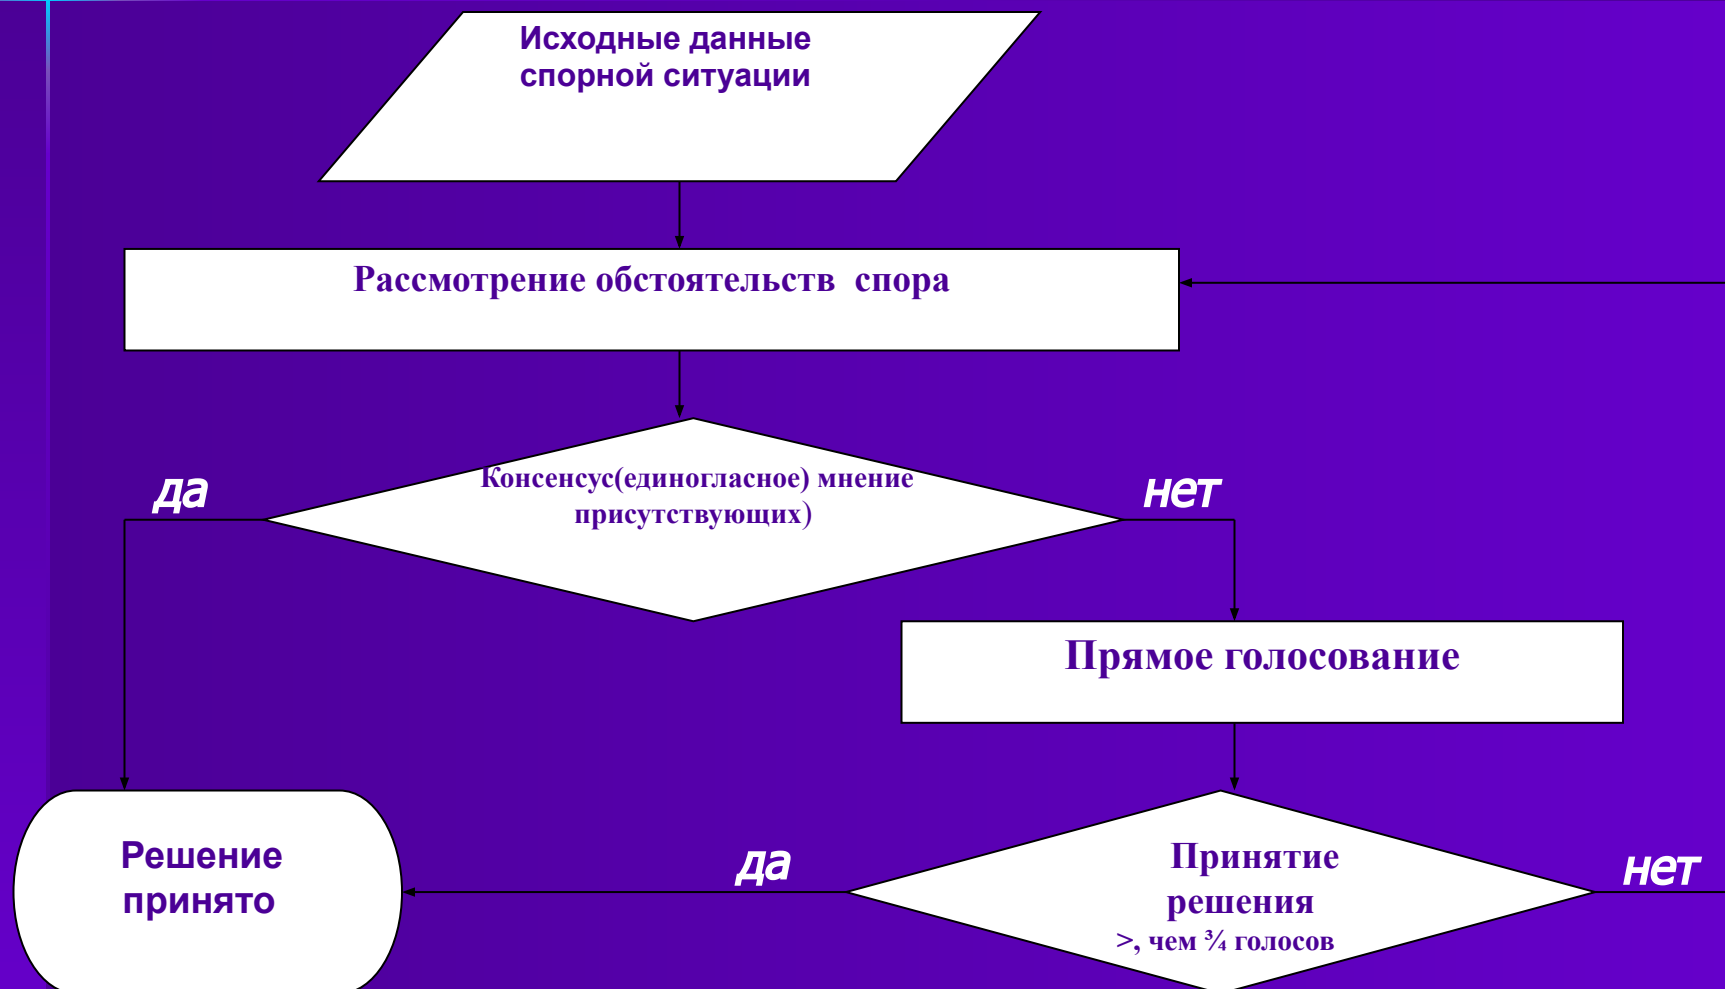 Исходные данные
спорной ситуации
Рассмотрение обстоятельств  спора
Консенсус(единогласное) мнение
присутствующих)
да
нет
Прямое голосование
Решение
принято
да
Принятие
решения
>, чем ¾ голосов
нет